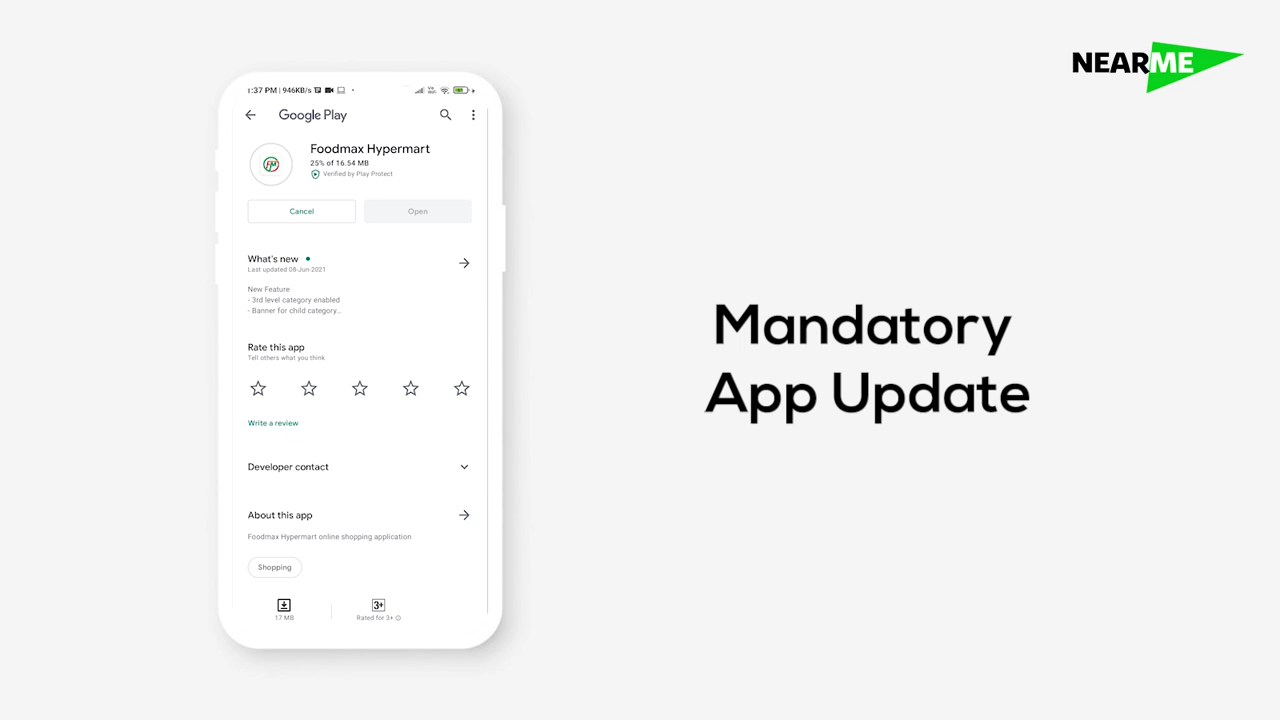 NEARME
1:37 PM | 946KB/s
Google Play
Foodmax Hypermart
25% of 16.54 MB
Verified by Play Protect
Cancel
Open
What's new
Last updated 08-Jun-2021
New Feature
- 3rd level category enabled
- Banner for child category...
Rate this app
Tell others what you think
Write a review
Developer contact
About this app
Foodmax Hypermart online shopping application
Shopping
3+
17 MB
Rated for 3+
Mandatory
App Update